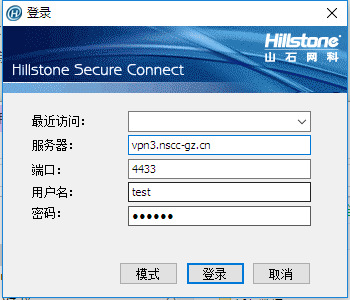 登录
Hillstone
山石网科
Hillstone Secure Connect
最近访问:
服务器: vpn3.nscc-gz.cn
端口: 4433
用户名: test
密码: ●●●●●●
模式 登录 取消